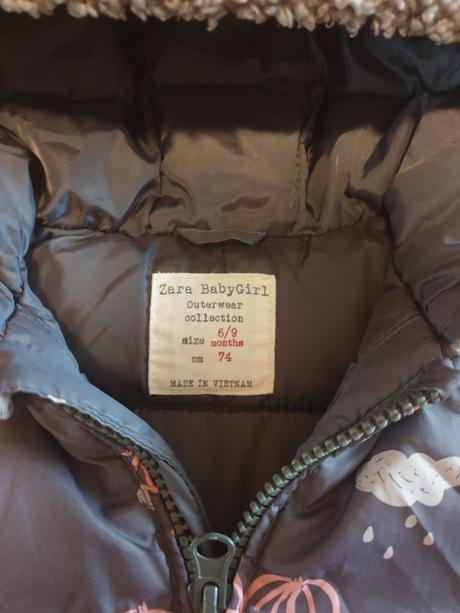 Zara BabyGirl
Outerwear
collection
size 6/9 months
cm 74
MADE IN VIETNAM